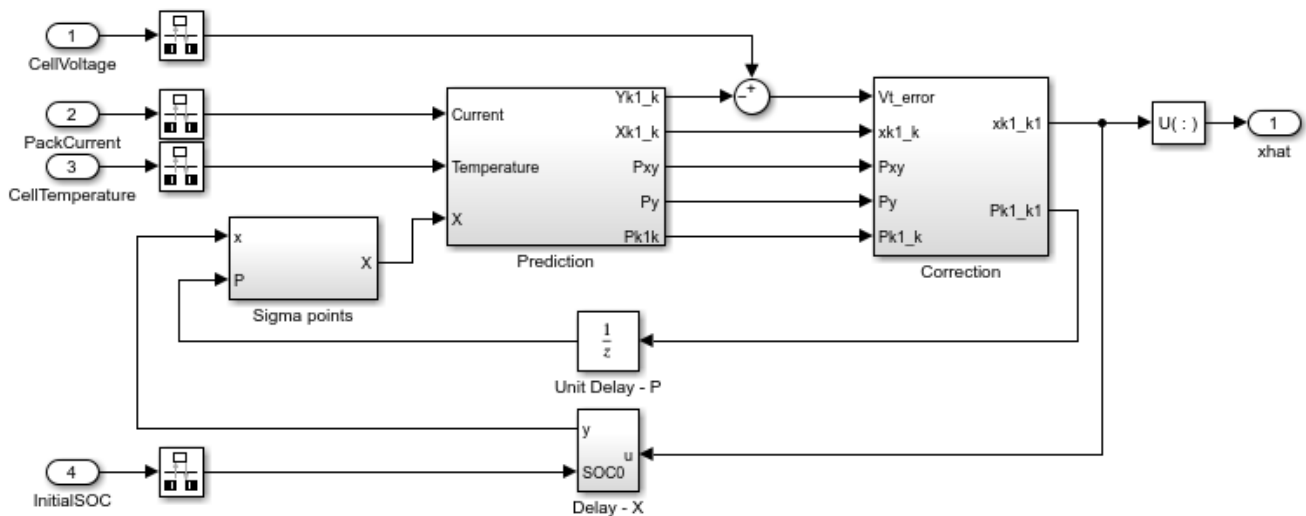 1
CellVoltage
2
PackCurrent
3
CellTemperature
Current
Temperature
X
Yk1_k
Xk1_k
Pxy
Py
Pk1k
Prediction
− +
Vt_error
xk1_k
Pxy
Py
Pk1_k
xk1_k1
Pk1_k1
Correction
U( : )
1
xhat
x
P
X
Sigma points
1
z
Unit Delay - P
y
u
SOC0
Delay - X
4
InitialSOC